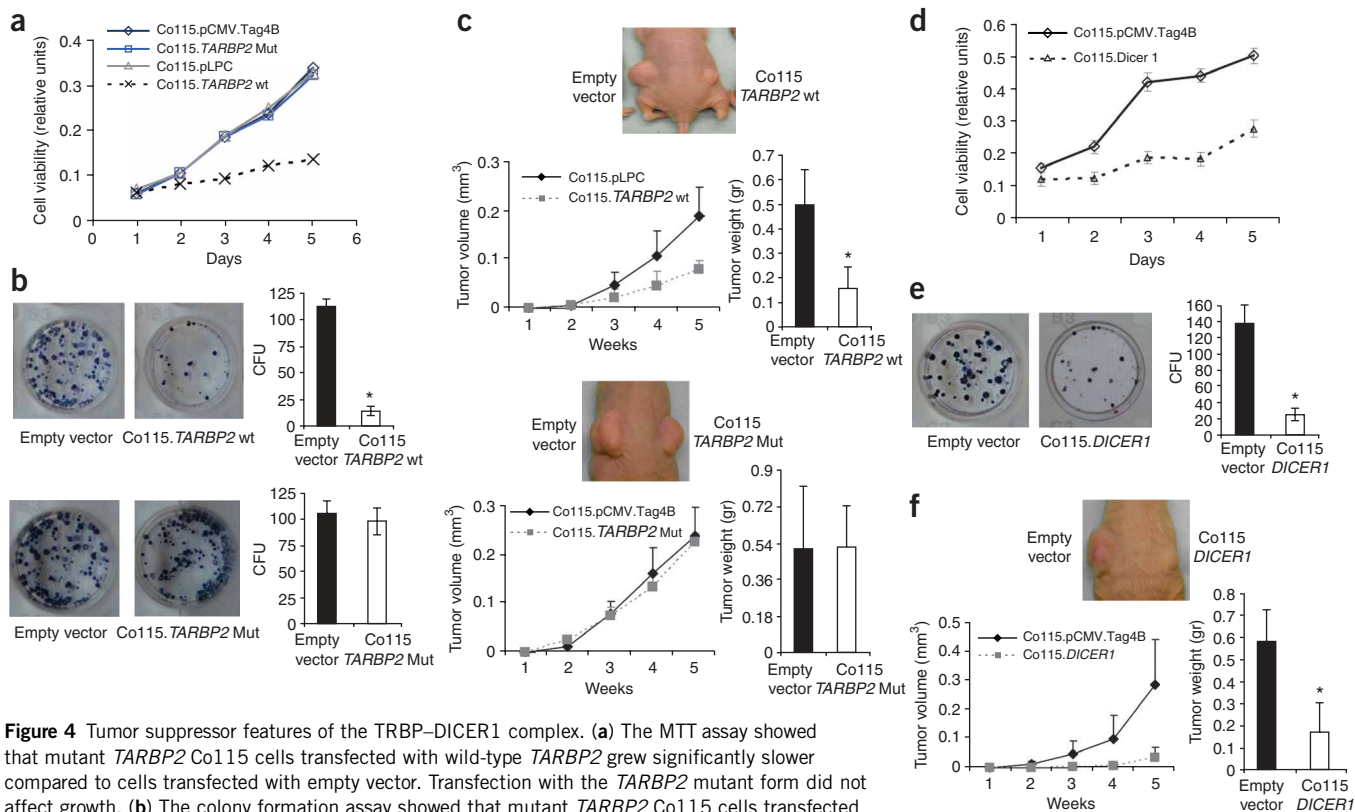 a
Co115.pCMV.Tag4B
Co115.TARBP2 Mut
Co115.pLPC
Co115.TARBP2 wt
Cell viability (relative units)
0.4
0.3
0.2
0.1
0
0 1 2 3 4 5 6
Days
b
Empty vector Co115.TARBP2 wt
CFU
125
100
75
50
25
0
*
Empty Co115
vector TARBP2 wt
Empty vector Co115.TARBP2 Mut
CFU
125
100
75
50
25
0
Empty Co115
vector TARBP2 Mut
c
Empty
vector
Co115
TARBP2 wt
Tumor volume (mm3)
0.3
0.2
0.1
0
Co115.pLPC
Co115.TARBP2 wt
1 2 3 4 5
Weeks
Tumor weight (gr)
0.7
0.6
0.5
0.4
0.3
0.2
0.1
0
*
Empty Co115
vector TARBP2 wt
Empty
vector
Co115
TARBP2 Mut
Tumor volume (mm3)
0.3
0.2
0.1
0
Co115.pCMV.Tag4B
Co115.TARBP2 Mut
1 2 3 4 5
Weeks
Tumor weight (gr)
0.9
0.72
0.54
0.36
0.18
0
Empty Co115
vector TARBP2 Mut
d
Cell viability (relative units)
0.6
0.5
0.4
0.3
0.2
0.1
0
Co115.pCMV.Tag4B
Co115.Dicer 1
1 2 3 4 5
Days
e
Empty vector Co115.DICER1
CFU
160
140
120
100
80
60
40
20
0
*
Empty Co115
vector DICER1
f
Empty
vector
Co115
DICER1
Tumor volume (mm3)
0.5
0.4
0.3
0.2
0.1
0
Co115.pCMV.Tag4B
Co115.DICER1
1 2 3 4 5
Weeks
Tumor weight (gr)
0.8
0.7
0.6
0.5
0.4
0.3
0.2
0.1
0
*
Empty Co115
vector DICER1
Figure 4 Tumor suppressor features of the TRBP–DICER1 complex. (a) The MTT assay showed
that mutant TARBP2 Co115 cells transfected with wild-type TARBP2 grew significantly slower
compared to cells transfected with empty vector. Transfection with the TARBP2 mutant form did not
affect growth. (b) The colony formation assay showed that mutant TARBP2 Co115 cells transfected